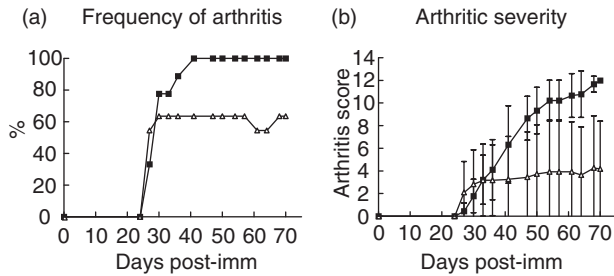 (a) Frequency of arthritis
100
80
60
40
20
0
%
0 10 20 30 40 50 60 70
Days post-imm
(b) Arthritic severity
14
12
10
8
6
4
2
0
Arthritis score
0 10 20 30 40 50 60 70
Days post-imm